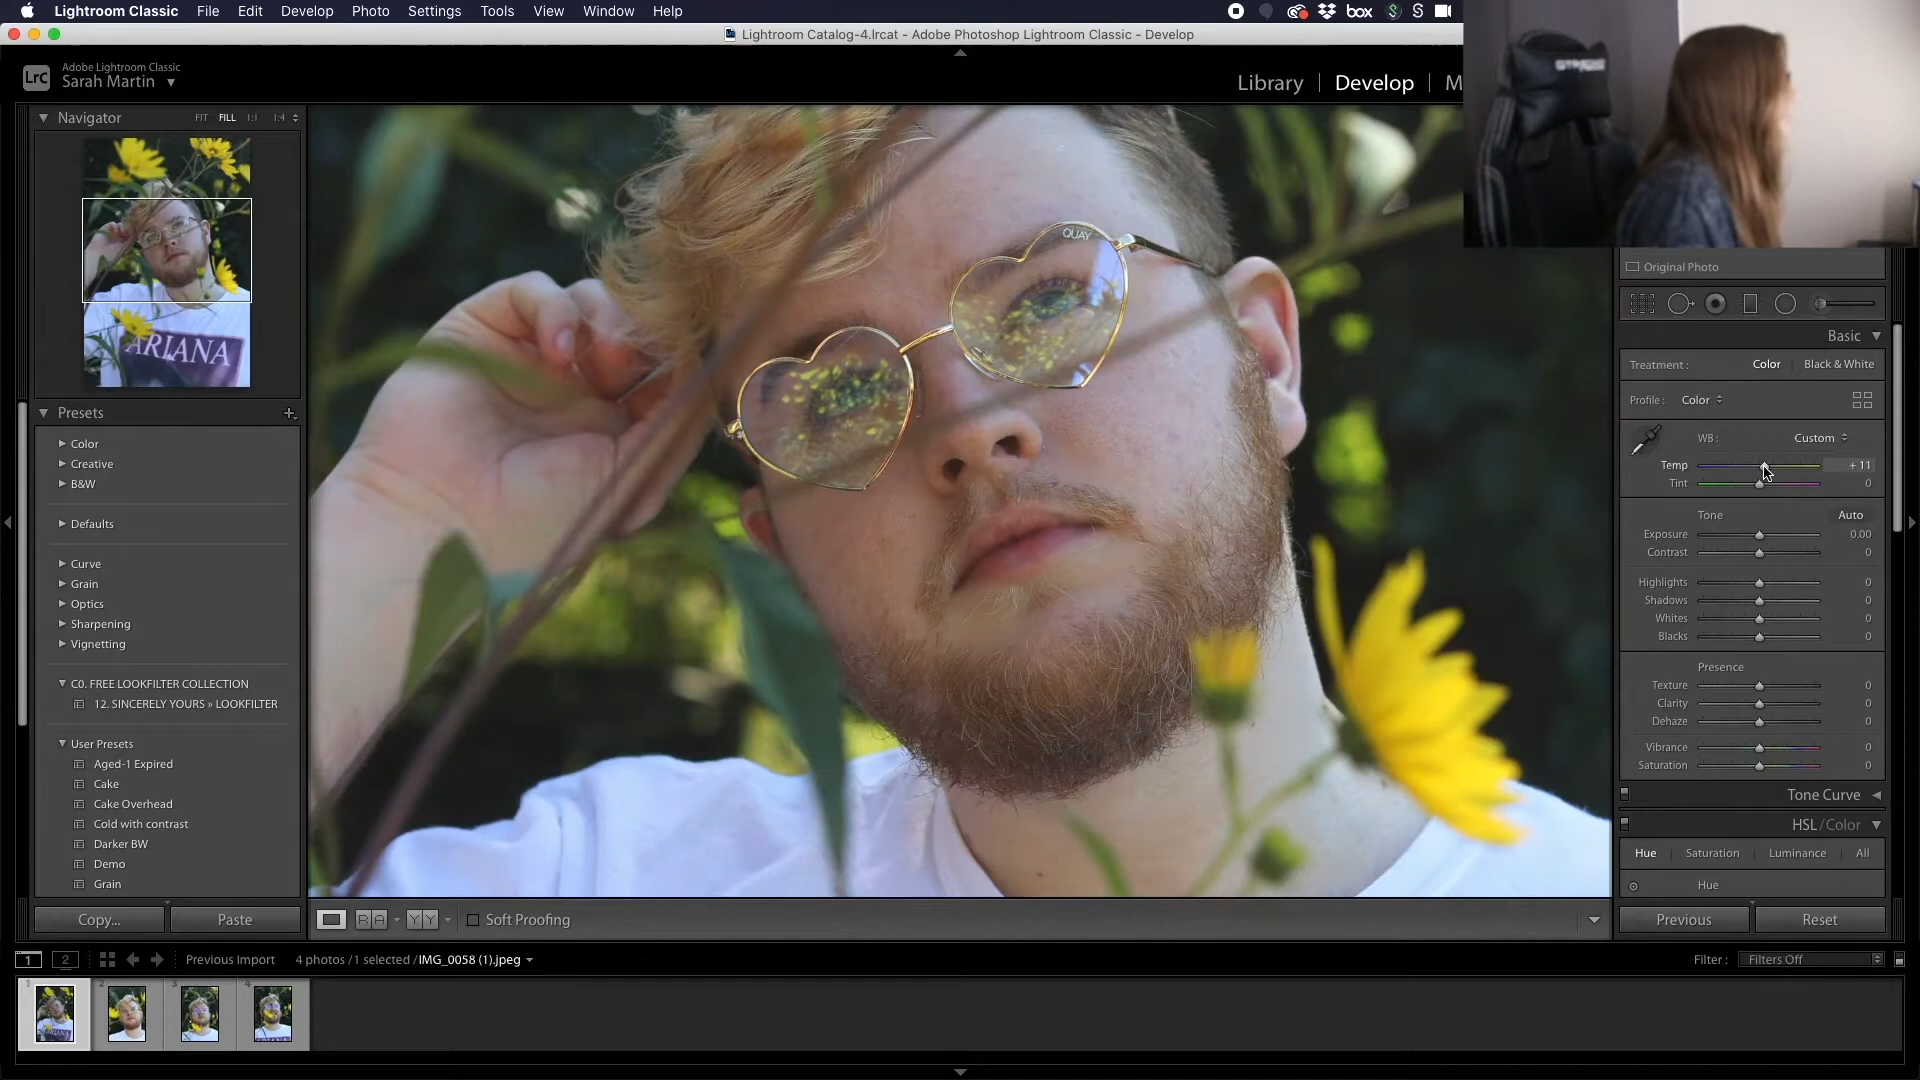 Lightroom Classic File Edit Develop Photo Settings Tools View Window Help box
Lightroom Catalog-4.lrcat - Adobe Photoshop Lightroom Classic - Develop
Lrc
Adobe Lightroom Classic
Sarah Martin
Library | Develop | M
Navigator FIT FILL 1:1 1:4
ARIANA
QUAY
Original Photo
Basic
Treatment : Color Black & White
Profile : Color
WB : Custom
Temp + 11
Tint 0
Tone Auto
Exposure 0.00
Contrast 0
Highlights 0
Shadows 0
Whites 0
Blacks 0
Presence
Texture 0
Clarity 0
Dehaze 0
Vibrance 0
Saturation 0
Tone Curve
HSL / Color
Hue Saturation Luminance All
Hue
Previous Reset
Presets
Color
Creative
B&W
Defaults
Curve
Grain
Optics
Sharpening
Vignetting
C0. FREE LOOKFILTER COLLECTION
12. SINCERELY YOURS » LOOKFILTER
User Presets
Aged-1 Expired
Cake
Cake Overhead
Cold with contrast
Darker BW
Demo
Grain
Copy... Paste
R A Y Y Soft Proofing
1 2 Previous Import 4 photos / 1 selected / IMG_0058 (1).jpeg Filter : Filters Off
1 2 3 4
ARIANA